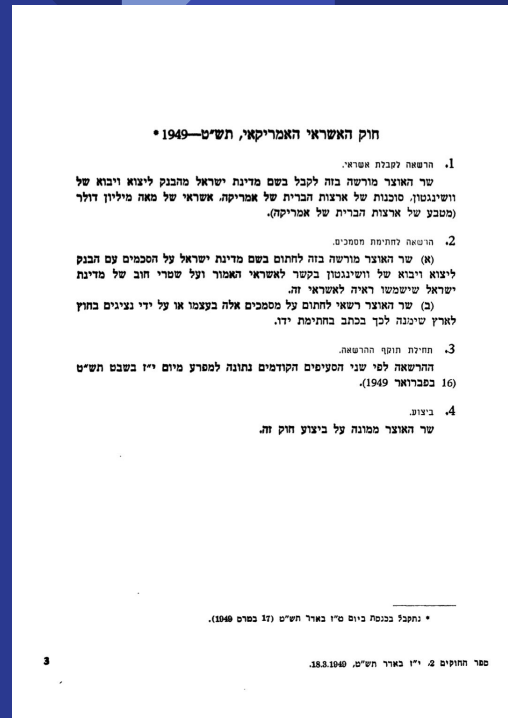 חוק האשראי האמריקאי, תש״ט—1949 *
1. הרשאה לקבלת אשראי.
שר האוצר מורשה בזה לקבל בשם מדינת ישראל מהבנק ליצוא ויבוא של
וושינגטון, סוכנות של ארצות הברית של אמריקה, אשראי של מאה מיליון דולר
(מטבע של ארצות הברית של אמריקה).
2. הרשאה לחתימת מסמכים.
(א) שר האוצר מורשה בזה לחתום בשם מדינת ישראל על הסכמים עם הבנק
ליצוא ויבוא של וושינגטון בקשר לאשראי האמור ועל שטרי חוב של מדינת
ישראל שישמשו ראיה לאשראי זה.
(ב) שר האוצר רשאי לחתום על מסמכים אלה בעצמו או על ידי נציגים בחוץ
לארץ שימנה לכך בכתב בחתימת ידו.
3. תחילת תוקף ההרשאה.
ההרשאה לפי שני הסעיפים הקודמים נתונה למפרע מיום י״ז בשבט תש״ט
(16 בפברואר 1949).
4. ביצוע.
שר האוצר ממונה על ביצוע חוק זה.
* נתקבל בכנסת ביום ט״ז באדר תש״ט (17 במרס 1949).
ספר החוקים 2, י״ז באדר תש״ט, 18.3.1949.
3